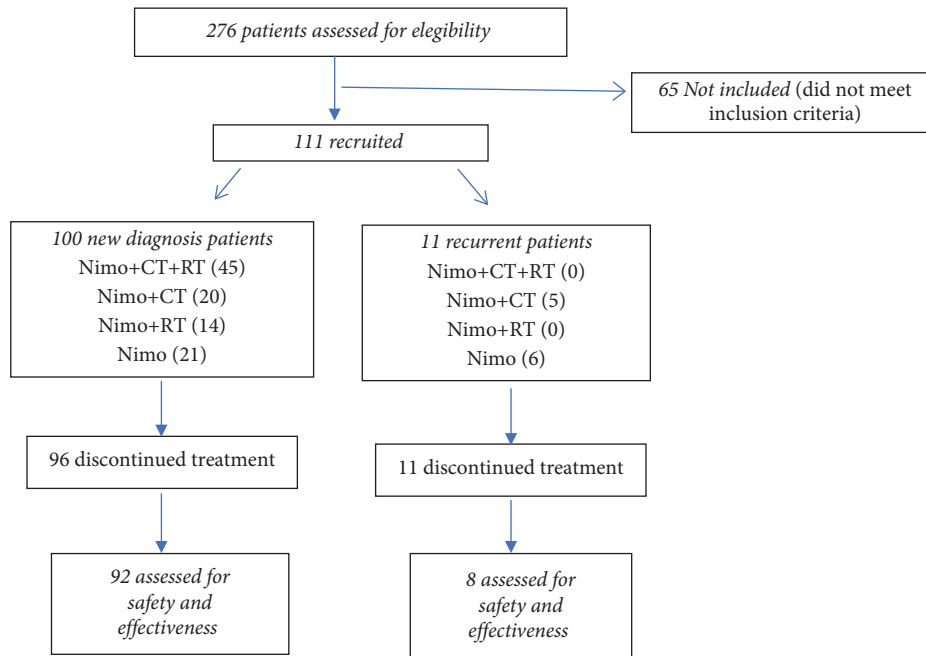 276 patients assessed for elegibility
65 Not included (did not meet
inclusion criteria)
111 recruited
100 new diagnosis patients
Nimo+CT+RT (45)
Nimo+CT (20)
Nimo+RT (14)
Nimo (21)
11 recurrent patients
Nimo+CT+RT (0)
Nimo+CT (5)
Nimo+RT (0)
Nimo (6)
96 discontinued treatment
11 discontinued treatment
92 assessed for
safety and
effectiveness
8 assessed for
safety and
effectiveness